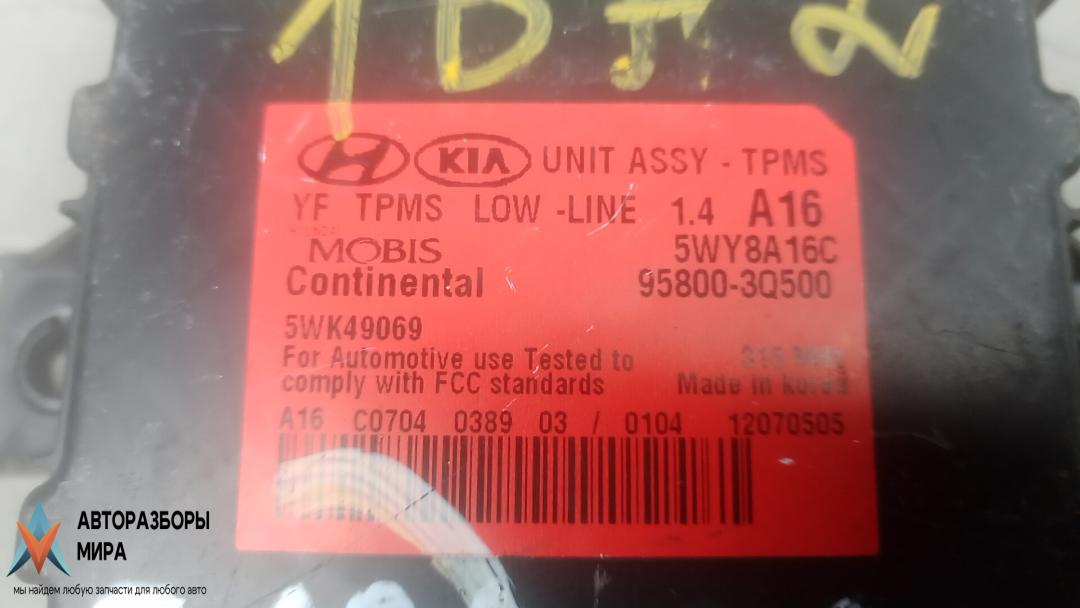 KIA UNIT ASSY - TPMS
YF TPMS LOW -LINE 1.4 A16
MOBIS 5WY8A16C
Continental 95800-3Q500
5WK49069
For Automotive use Tested to 315 MHz
comply with FCC standards Made in korea
A16 C0704 0389 03 / 0104 12070505
АВТОРАЗБОРЫ
МИРА
мы найдем любую запчасти для любого авто